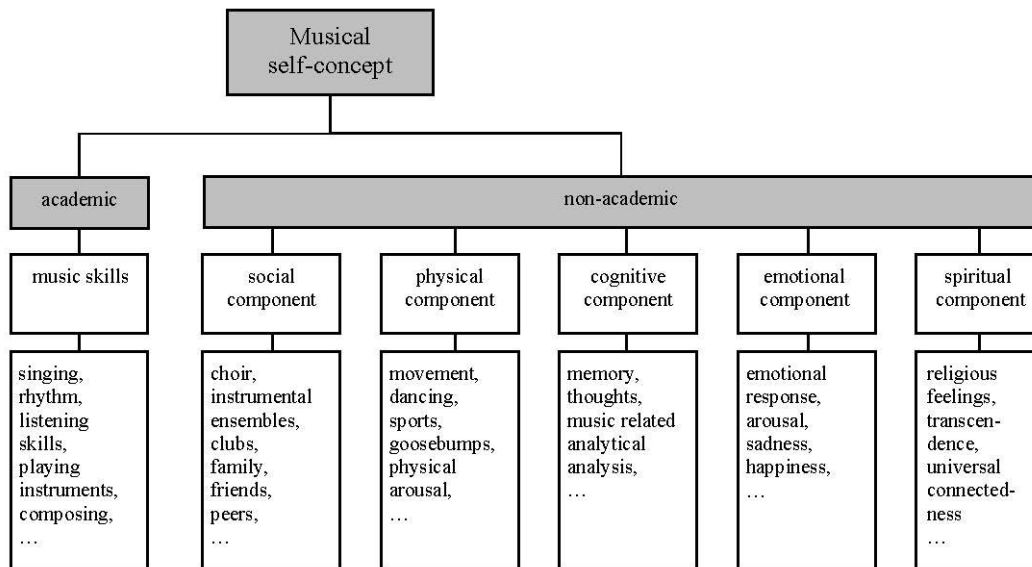 Musical
self-concept
academic
non-academic
music skills
social
component
physical
component
cognitive
component
emotional
component
spiritual
component
singing,
rhythm,
listening
skills,
playing
instruments,
composing,
…
choir,
instrumental
ensembles,
clubs,
family,
friends,
peers,
…
movement,
dancing,
sports,
goosebumps,
physical
arousal,
…
memory,
thoughts,
music related
analytical
analysis,
…
emotional
response,
arousal,
sadness,
happiness,
…
religious
feelings,
transcen-
dence,
universal
connected-
ness
…